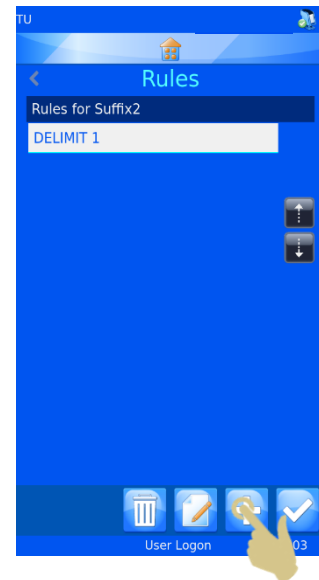 TU
Rules
Rules for Suffix2
DELIMIT 1
User Logon
03